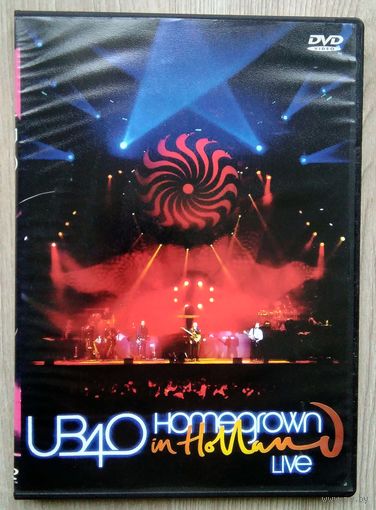 DVD
VIDEO
UB40 Homegrown
in Holland
LIVE